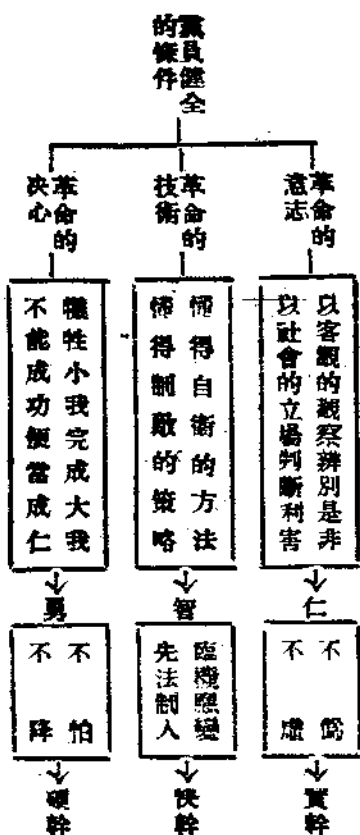 黨員健全
的條件
革命的
意志
以客觀的觀察辨別是非
以社會的立場判斷利害
仁
不偽
不虛
實幹
革命的
技術
懂得自衛的方法
懂得制敵的策略
智
臨機應變
先法制人
快幹
革命的
决心
犧牲小我完成大我
不能成功便當成仁
勇
不怕
不降
硬幹